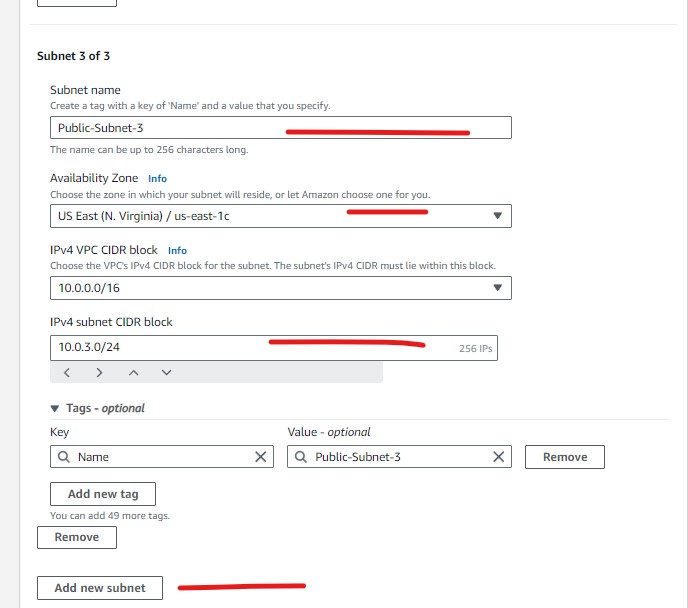 Subnet 3 of 3
Subnet name
Create a tag with a key of 'Name' and a value that you specify.
Public-Subnet-3
The name can be up to 256 characters long.
Availability Zone Info
Choose the zone in which your subnet will reside, or let Amazon choose one for you.
US East (N. Virginia) / us-east-1c
IPv4 VPC CIDR block Info
Choose the VPC's IPv4 CIDR block for the subnet. The subnet's IPv4 CIDR must lie within this block.
10.0.0.0/16
IPv4 subnet CIDR block
10.0.3.0/24 256 IPs
Tags - optional
Key Value - optional
Name Public-Subnet-3 Remove
Add new tag
You can add 49 more tags.
Remove
Add new subnet